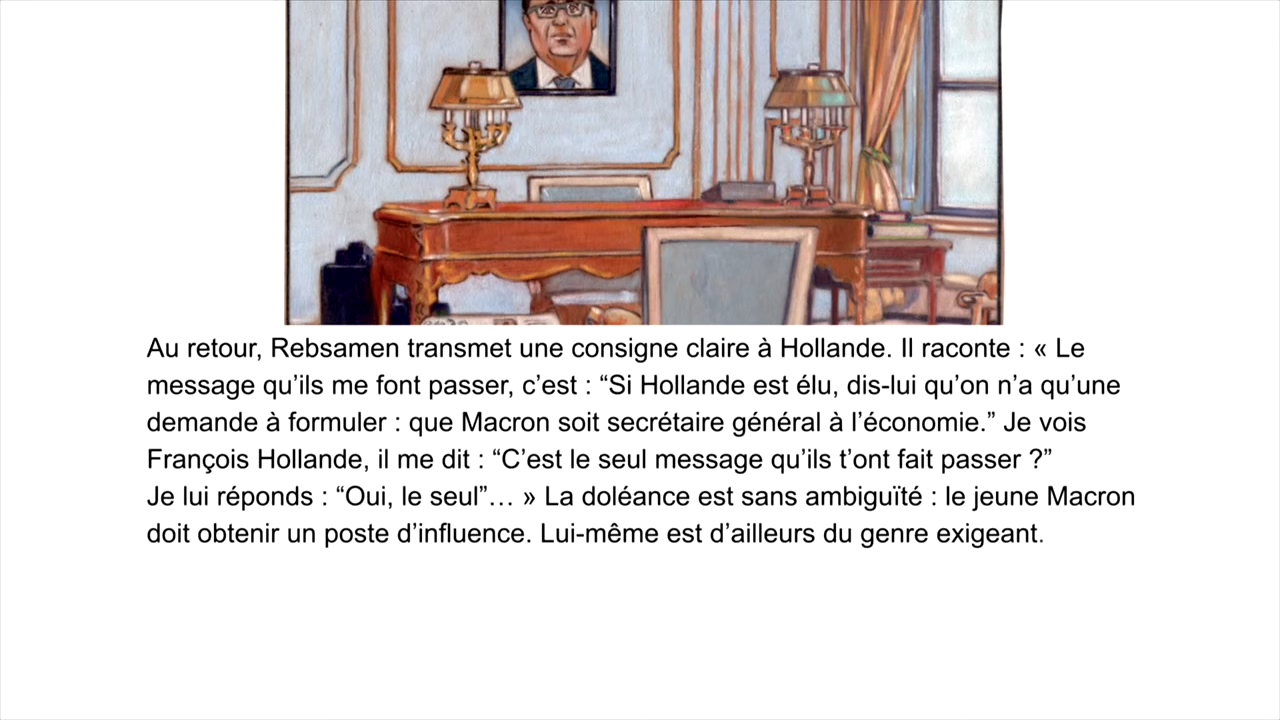 Au retour, Rebsamen transmet une consigne claire à Hollande. Il raconte : « Le
message qu’ils me font passer, c’est : “Si Hollande est élu, dis-lui qu’on n’a qu’une
demande à formuler : que Macron soit secrétaire général à l’économie.” Je vois
François Hollande, il me dit : “C’est le seul message qu’ils t’ont fait passer ?”
Je lui réponds : “Oui, le seul”… » La doléance est sans ambiguïté : le jeune Macron
doit obtenir un poste d’influence. Lui-même est d’ailleurs du genre exigeant.